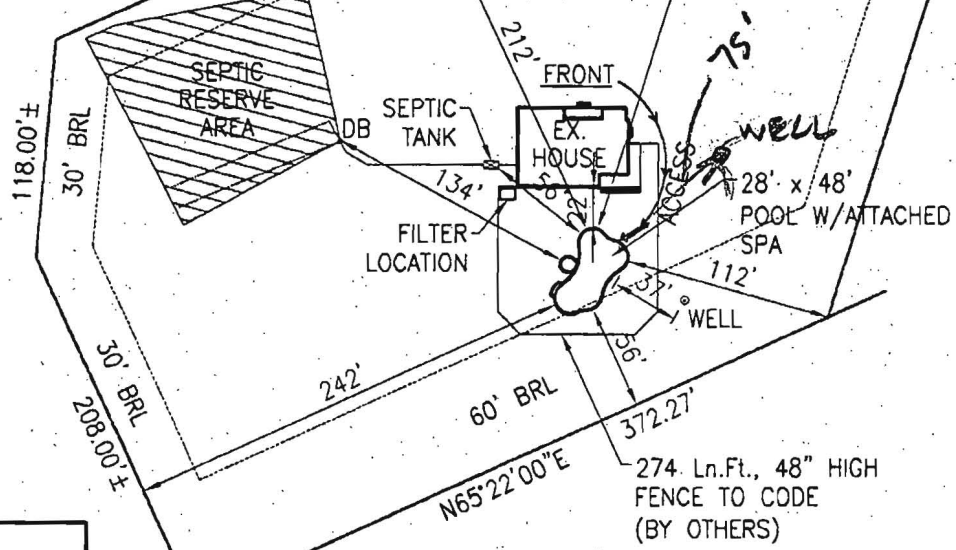 212'
75'
FRONT
SEPTIC
RESERVE
AREA
SEPTIC
TANK
DB
EX.
HOUSE
WELL
ACCESS
118.00'±
30' BRL
134'
56'
22'
28' x 48'
POOL W/ATTACHED
SPA
FILTER
LOCATION
112'
37'
WELL
30' BRL
208.00'±
242'
56'
60' BRL
372.27'
N65°22'00"E
274 Ln.Ft., 48" HIGH
FENCE TO CODE
(BY OTHERS)